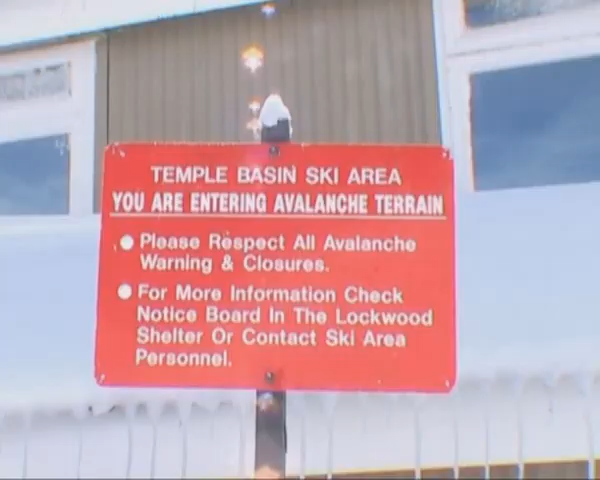 TEMPLE BASIN SKI AREA
YOU ARE ENTERING AVALANCHE TERRAIN
Please Respect All Avalanche
Warning & Closures.
For More Information Check
Notice Board In The Lockwood
Shelter Or Contact Ski Area
Personnel.